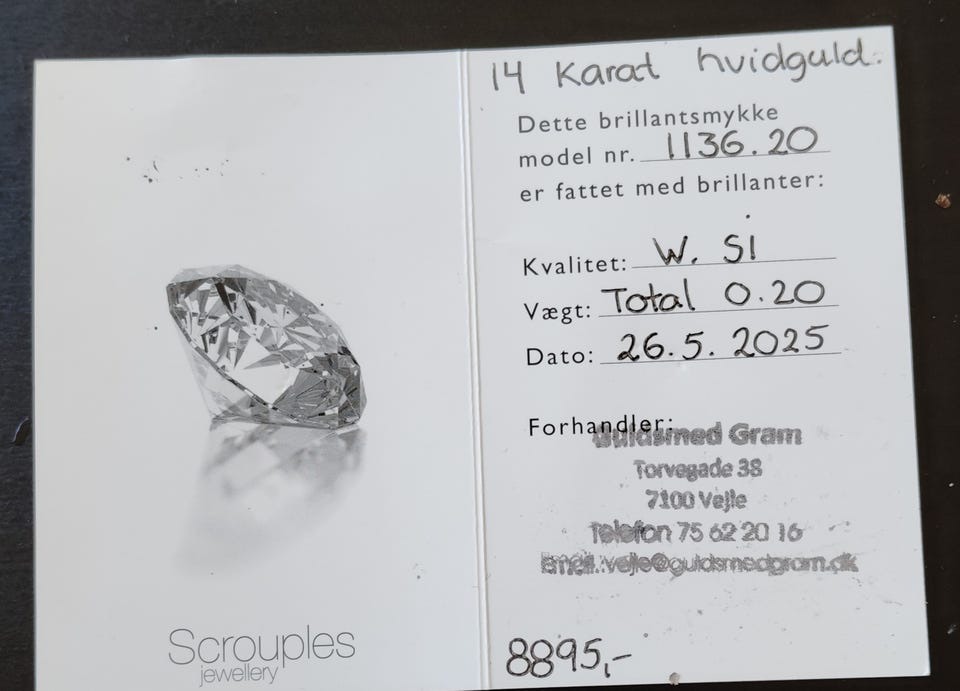 Scrouples
jewellery
14 Karat hvidguld.
Dette brillantsmykke
model nr. 1136.20
er fattet med brillanter:
Kvalitet: W. SI
Vægt: Total 0.20
Dato: 26.5.2025
Forhandler:
Guldsmed Gram
Torvegade 38
7100 Vejle
Telefon 75 62 20 16
Email: vejle@guldsmedgram.dk
8895,-